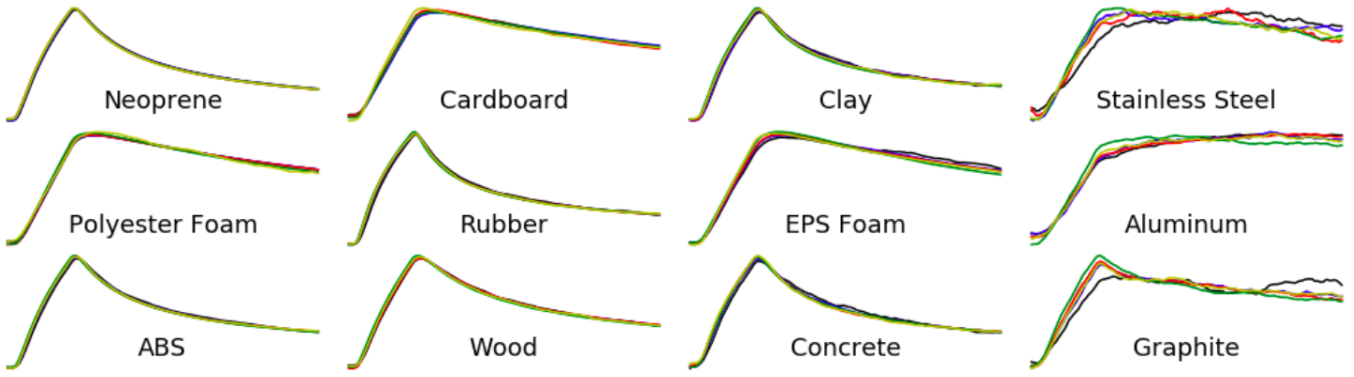 Neoprene
Cardboard
Clay
Stainless Steel
Polyester Foam
Rubber
EPS Foam
Aluminum
ABS
Wood
Concrete
Graphite